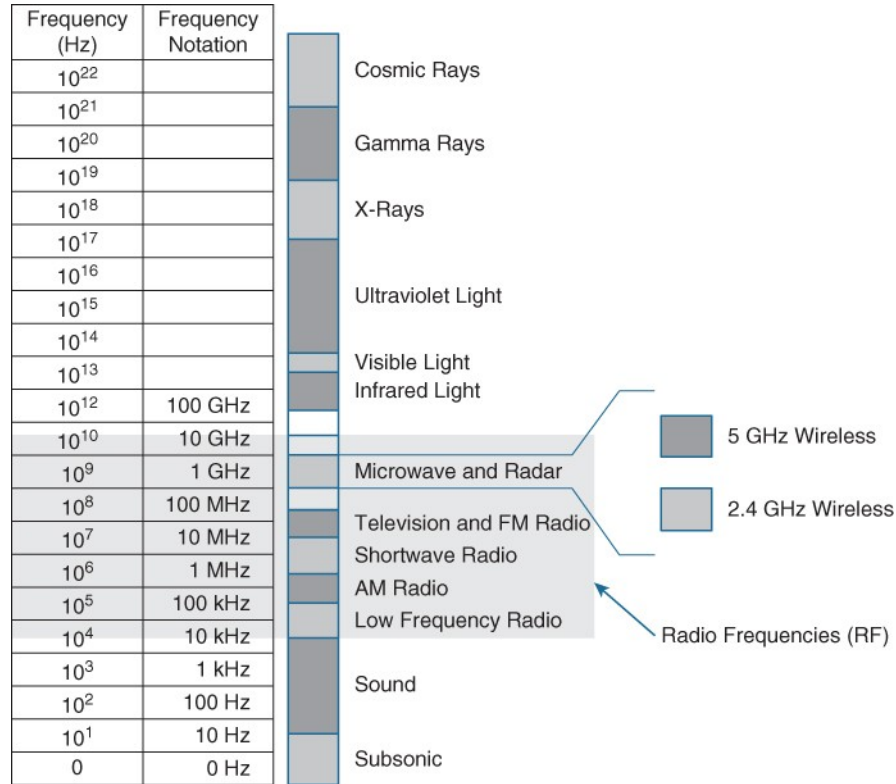 Frequency
(Hz)
Frequency
Notation
10²²
10²¹
10²⁰
10¹⁹
10¹⁸
10¹⁷
10¹⁶
10¹⁵
10¹⁴
10¹³
10¹² 100 GHz
10¹⁰ 10 GHz
10⁹ 1 GHz
10⁸ 100 MHz
10⁷ 10 MHz
10⁶ 1 MHz
10⁵ 100 kHz
10⁴ 10 kHz
10³ 1 kHz
10² 100 Hz
10¹ 10 Hz
0 0 Hz
Cosmic Rays
Gamma Rays
X-Rays
Ultraviolet Light
Visible Light
Infrared Light
Microwave and Radar
Television and FM Radio
Shortwave Radio
AM Radio
Low Frequency Radio
Sound
Subsonic
5 GHz Wireless
2.4 GHz Wireless
Radio Frequencies (RF)